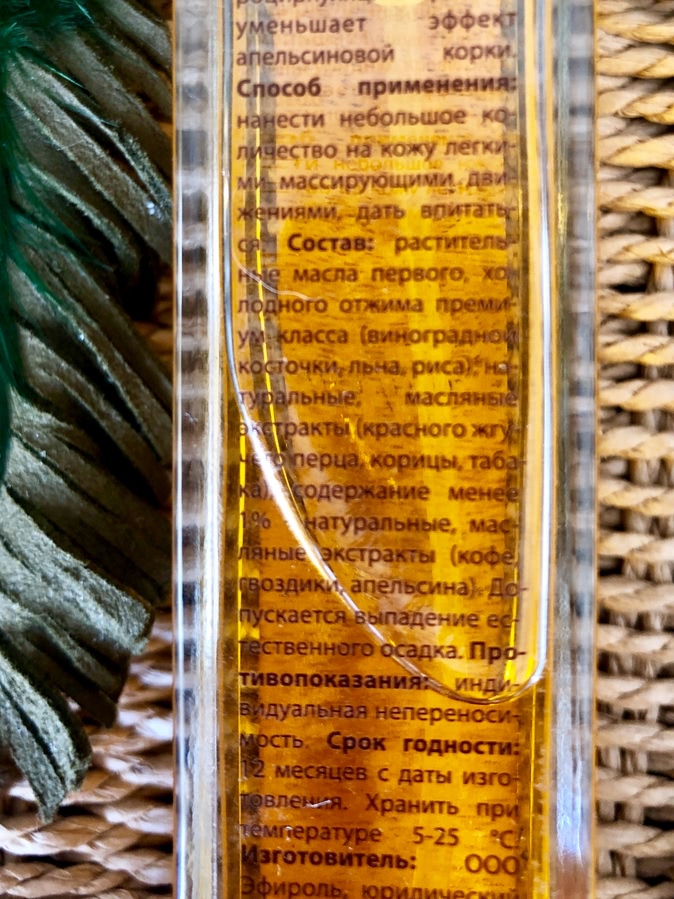 уменьшает эффект
апельсиновой корки.
Способ применения:
нанести небольшое ко-
личество на кожу легки-
ми массирующими дви-
жениями, дать впитать-
ся. Состав: раститель-
ные масла первого, хо-
лодного отжима преми-
ум класса (виноградной
косточки, льна, риса), на-
туральные, масляные
экстракты (красного жгу-
чего перца, корицы, таба-
ка), содержание менее
1% натуральные, мас-
ляные экстракты (кофе,
гвоздики, апельсина). До-
пускается выпадение ес-
тественного осадка. Про-
тивопоказания: инди-
видуальная непереноси-
мость. Срок годности:
12 месяцев с даты изго-
товления. Хранить при
температуре 5-25 °С.
Изготовитель: ООО
Эфироль, юридический